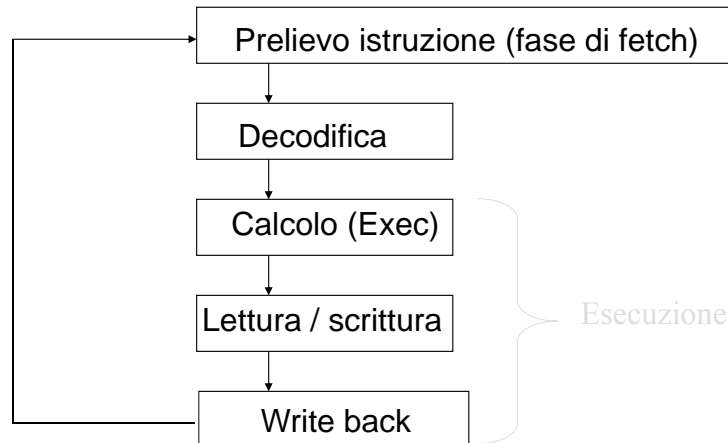 Prelievo istruzione (fase di fetch)
Decodifica
Calcolo (Exec)
Lettura / scrittura
Esecuzione
Write back